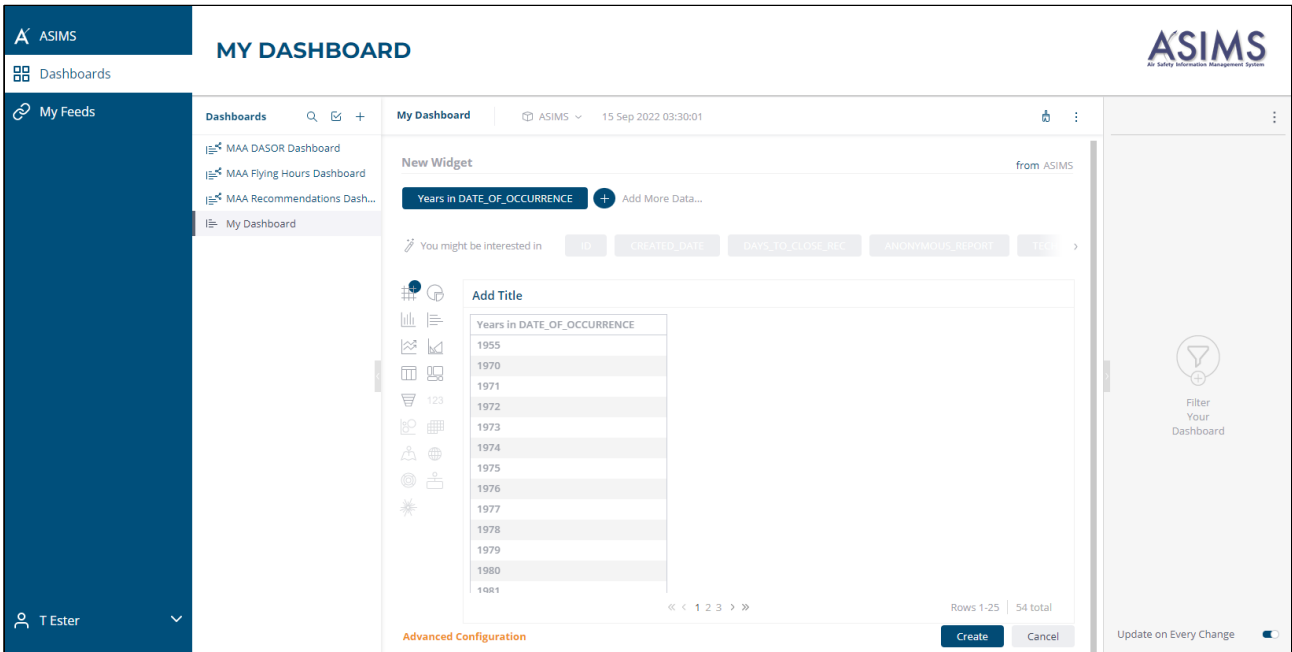 ASIMS
Dashboards
My Feeds
T Ester
MY DASHBOARD
ASIMS
Air Safety Information Management System
Dashboards
MAA DASOR Dashboard
MAA Flying Hours Dashboard
MAA Recommendations Dash...
My Dashboard
My Dashboard ASIMS 15 Sep 2022 03:30:01
New Widget from ASIMS
Years in DATE_OF_OCCURRENCE + Add More Data...
You might be interested in ID CREATED_DATE DAYS_TO_CLOSE_REC ANONYMOUS_REPORT
Add Title
123
Years in DATE_OF_OCCURRENCE
1955
1970
1971
1972
1973
1974
1975
1976
1977
1978
1979
1980
1981
« < 1 2 3 > » Rows 1-25 54 total
Advanced Configuration Create Cancel
Filter
Your
Dashboard
Update on Every Change